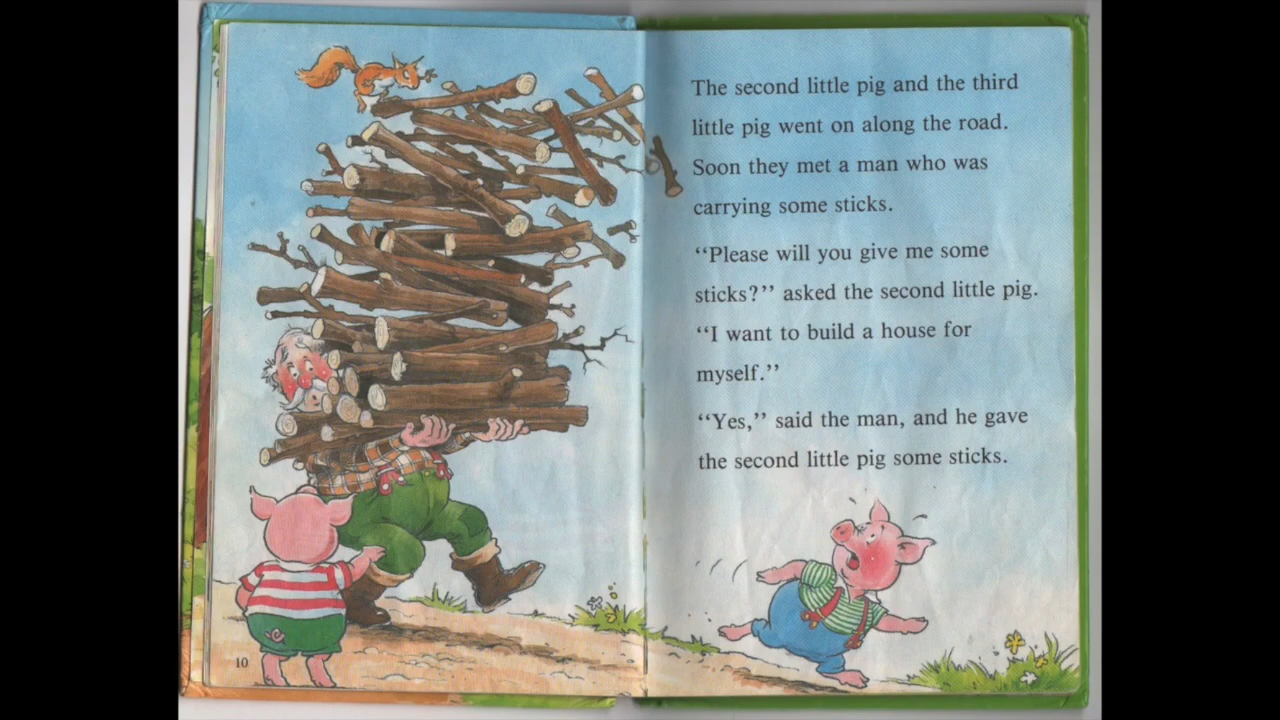 The second little pig and the third
little pig went on along the road.
Soon they met a man who was
carrying some sticks.
“Please will you give me some
sticks?” asked the second little pig.
“I want to build a house for
myself.”
“Yes,” said the man, and he gave
the second little pig some sticks.
10